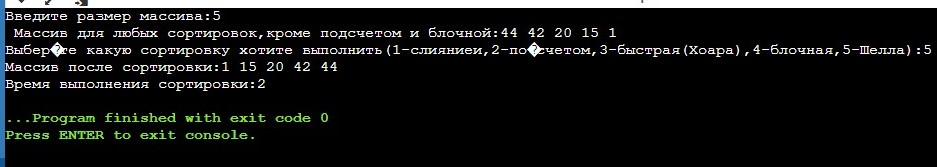 Введите размер массива:5
Массив для любых сортировок,кроме подсчетом и блочной:44 42 20 15 1
Выбер�те какую сортировку хотите выполнить(1-слияниеи,2-по�счетом,3-быстрая(Хоара),4-блочная,5-Шелла):5
Массив после сортировки:1 15 20 42 44
Время выполнения сортировки:2
...Program finished with exit code 0
Press ENTER to exit console.